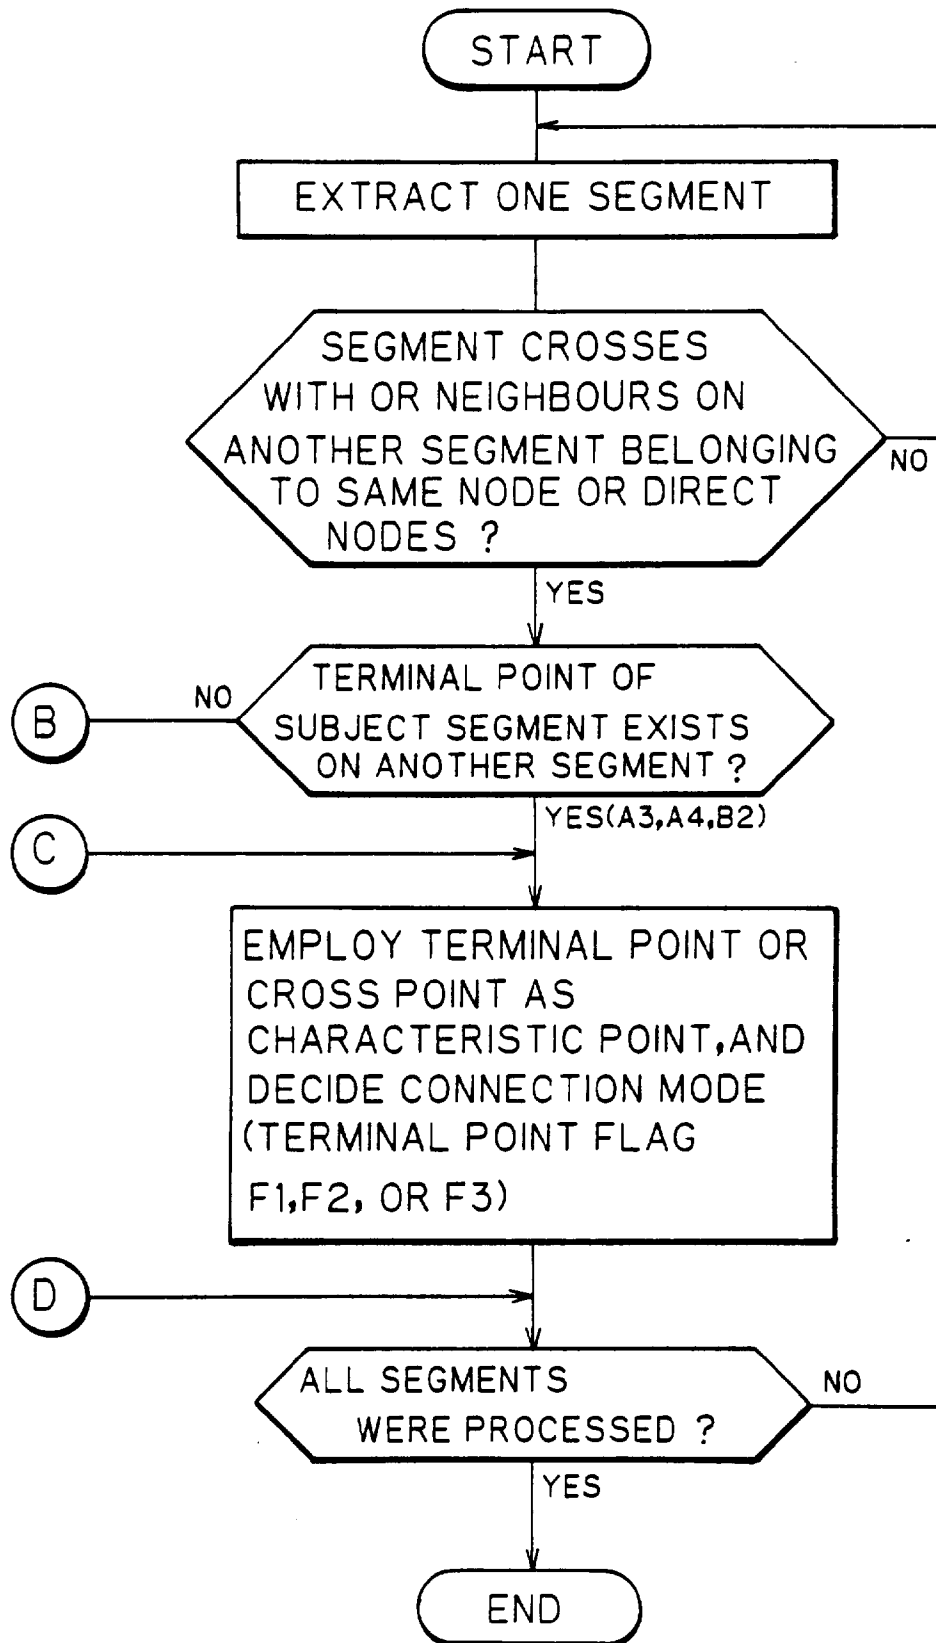 START
EXTRACT ONE SEGMENT
SEGMENT CROSSES
WITH OR NEIGHBOURS ON
ANOTHER SEGMENT BELONGING
TO SAME NODE OR DIRECT
NODES ?
NO
YES
TERMINAL POINT OF
SUBJECT SEGMENT EXISTS
ON ANOTHER SEGMENT ?
NO
B
YES(A3,A4,B2)
C
EMPLOY TERMINAL POINT OR
CROSS POINT AS
CHARACTERISTIC POINT, AND
DECIDE CONNECTION MODE
(TERMINAL POINT FLAG
F1,F2, OR F3)
D
ALL SEGMENTS
WERE PROCESSED ?
NO
YES
END